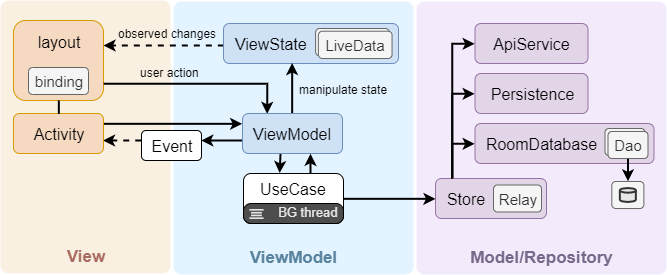 layout
binding
Activity
View
observed changes
user action
Event
ViewState
LiveData
manipulate state
ViewModel
UseCase
BG thread
ViewModel
ApiService
Persistence
RoomDatabase
Dao
Store
Relay
Model/Repository